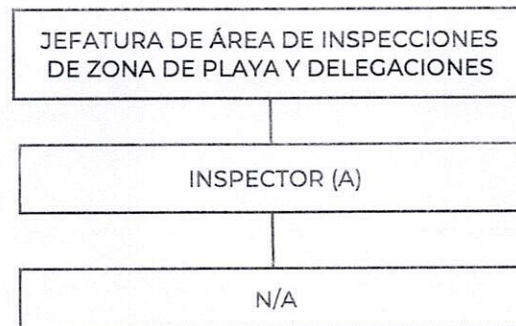 JEFATURA DE ÁREA DE INSPECCIONES
DE ZONA DE PLAYA Y DELEGACIONES
INSPECTOR (A)
N/A